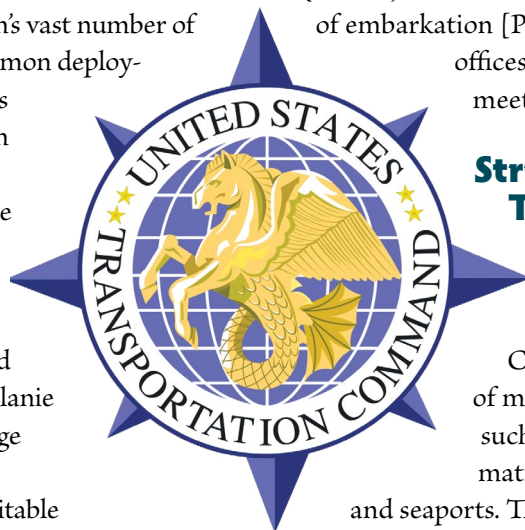 n's vast number of
mon deploy-
s
n
e
d
lanie
ge
itable
UNITED STATES
TRANSPORTATION COMMAND
of embarkation [P
offices
meet
Str
T
O
of m
such
mat
and seaports. T